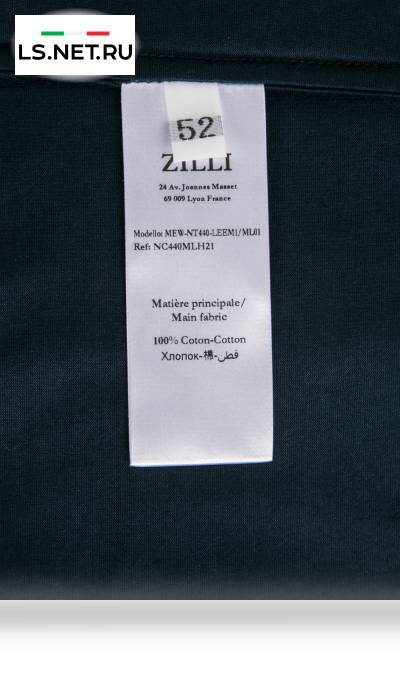 LS.NET.RU
52
ZILLI
24 Av. Joannes Masset
69 009 Lyon France
Modello: MEW-NT440-LEEM1/ML01
Ref: NC440MLH21
Matière principale/
Main fabric
100% Coton-Cotton
Хлопок-棉-قطن